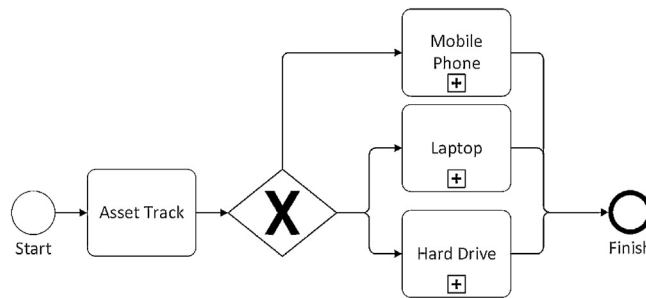 Mobile
Phone
Laptop
Asset Track
X
Start
Hard Drive
Finish